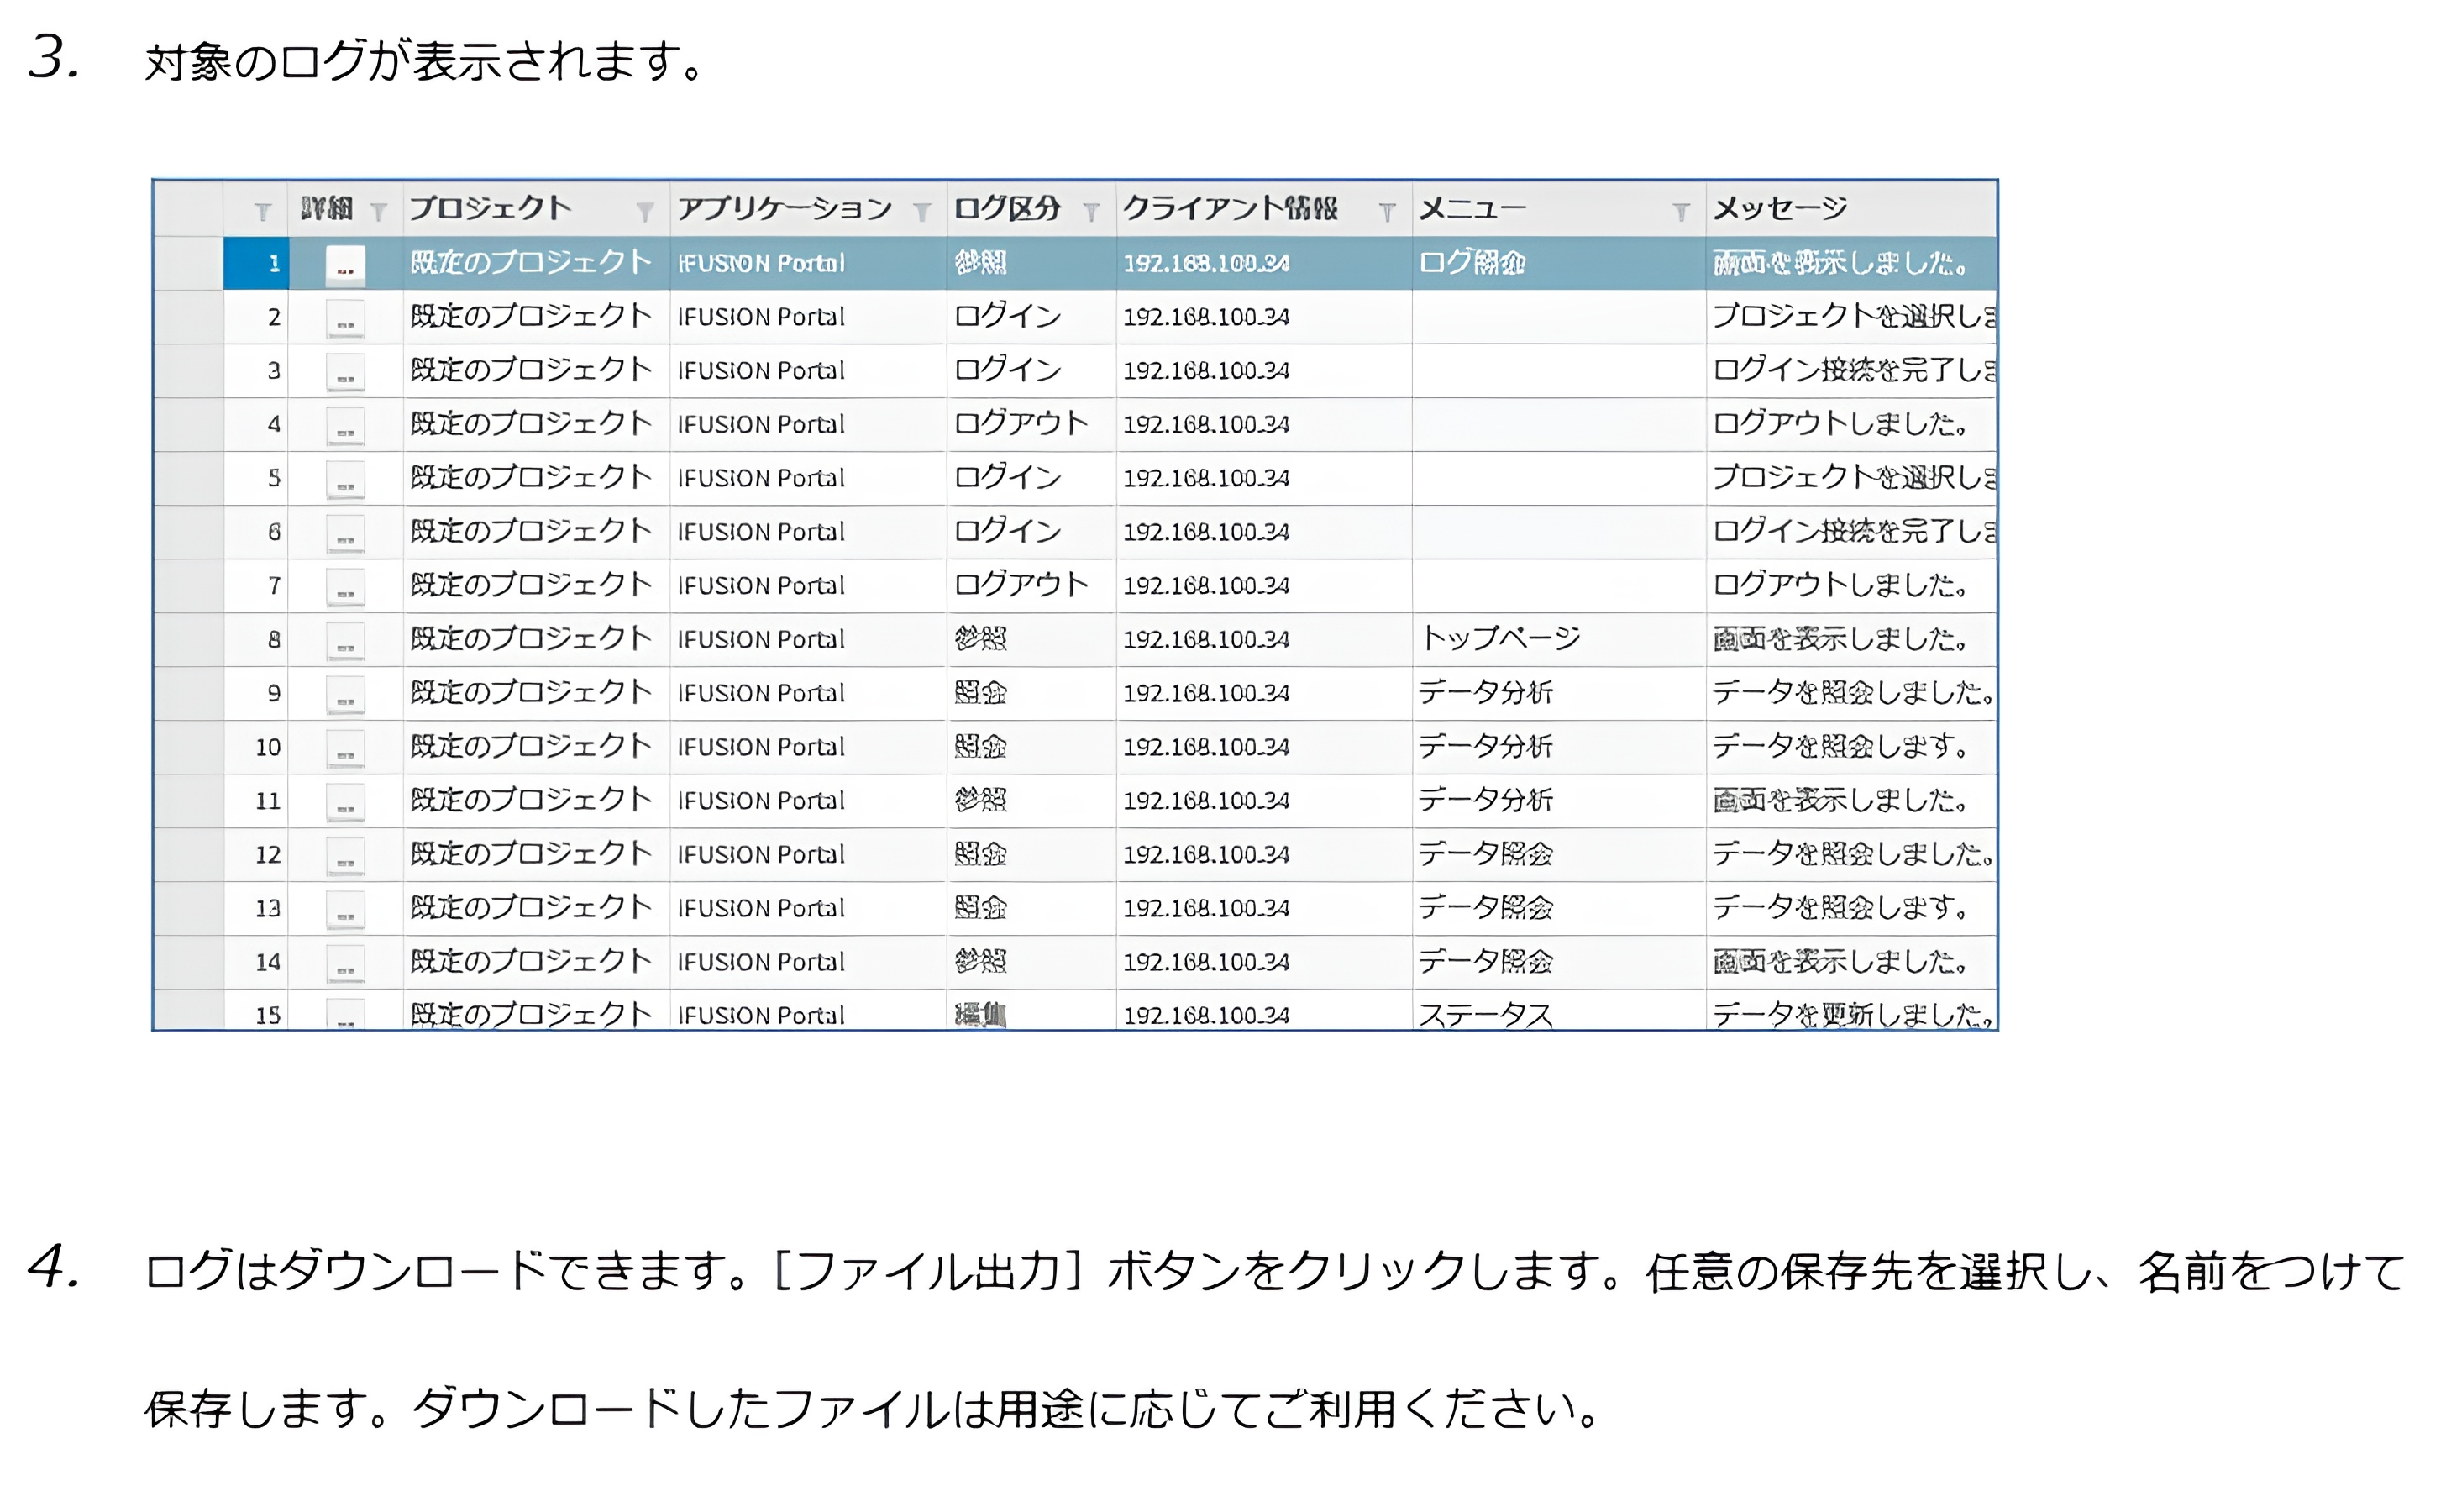 3. 対象のログが表示されます。
詳細 プロジェクト アプリケーション ログ区分 クライアント情報 メニュー メッセージ
1 既定のプロジェクト IFUSION Portal 参照 192.168.100.34 ログ照会 画面を表示しました。
2 既定のプロジェクト IFUSION Portal ログイン 192.168.100.34 プロジェクトを選択しま
3 既定のプロジェクト IFUSION Portal ログイン 192.168.100.34 ログイン接続を完了しま
4 既定のプロジェクト IFUSION Portal ログアウト 192.168.100.34 ログアウトしました。
5 既定のプロジェクト IFUSION Portal ログイン 192.168.100.34 プロジェクトを選択しま
6 既定のプロジェクト IFUSION Portal ログイン 192.168.100.34 ログイン接続を完了しま
7 既定のプロジェクト IFUSION Portal ログアウト 192.168.100.34 ログアウトしました。
8 既定のプロジェクト IFUSION Portal 参照 192.168.100.34 トップページ 画面を表示しました。
9 既定のプロジェクト IFUSION Portal 照会 192.168.100.34 データ分析 データを照会しました。
10 既定のプロジェクト IFUSION Portal 照会 192.168.100.34 データ分析 データを照会します。
11 既定のプロジェクト IFUSION Portal 参照 192.168.100.34 データ分析 画面を表示しました。
12 既定のプロジェクト IFUSION Portal 照会 192.168.100.34 データ照会 データを照会しました。
13 既定のプロジェクト IFUSION Portal 照会 192.168.100.34 データ照会 データを照会します。
14 既定のプロジェクト IFUSION Portal 参照 192.168.100.34 データ照会 画面を表示しました。
15 既定のプロジェクト IFUSION Portal 192.168.100.34 ステータス データを更新しました。
4. ログはダウンロードできます。［ファイル出力］ボタンをクリックします。任意の保存先を選択し、名前をつけて
保存します。ダウンロードしたファイルは用途に応じてご利用ください。